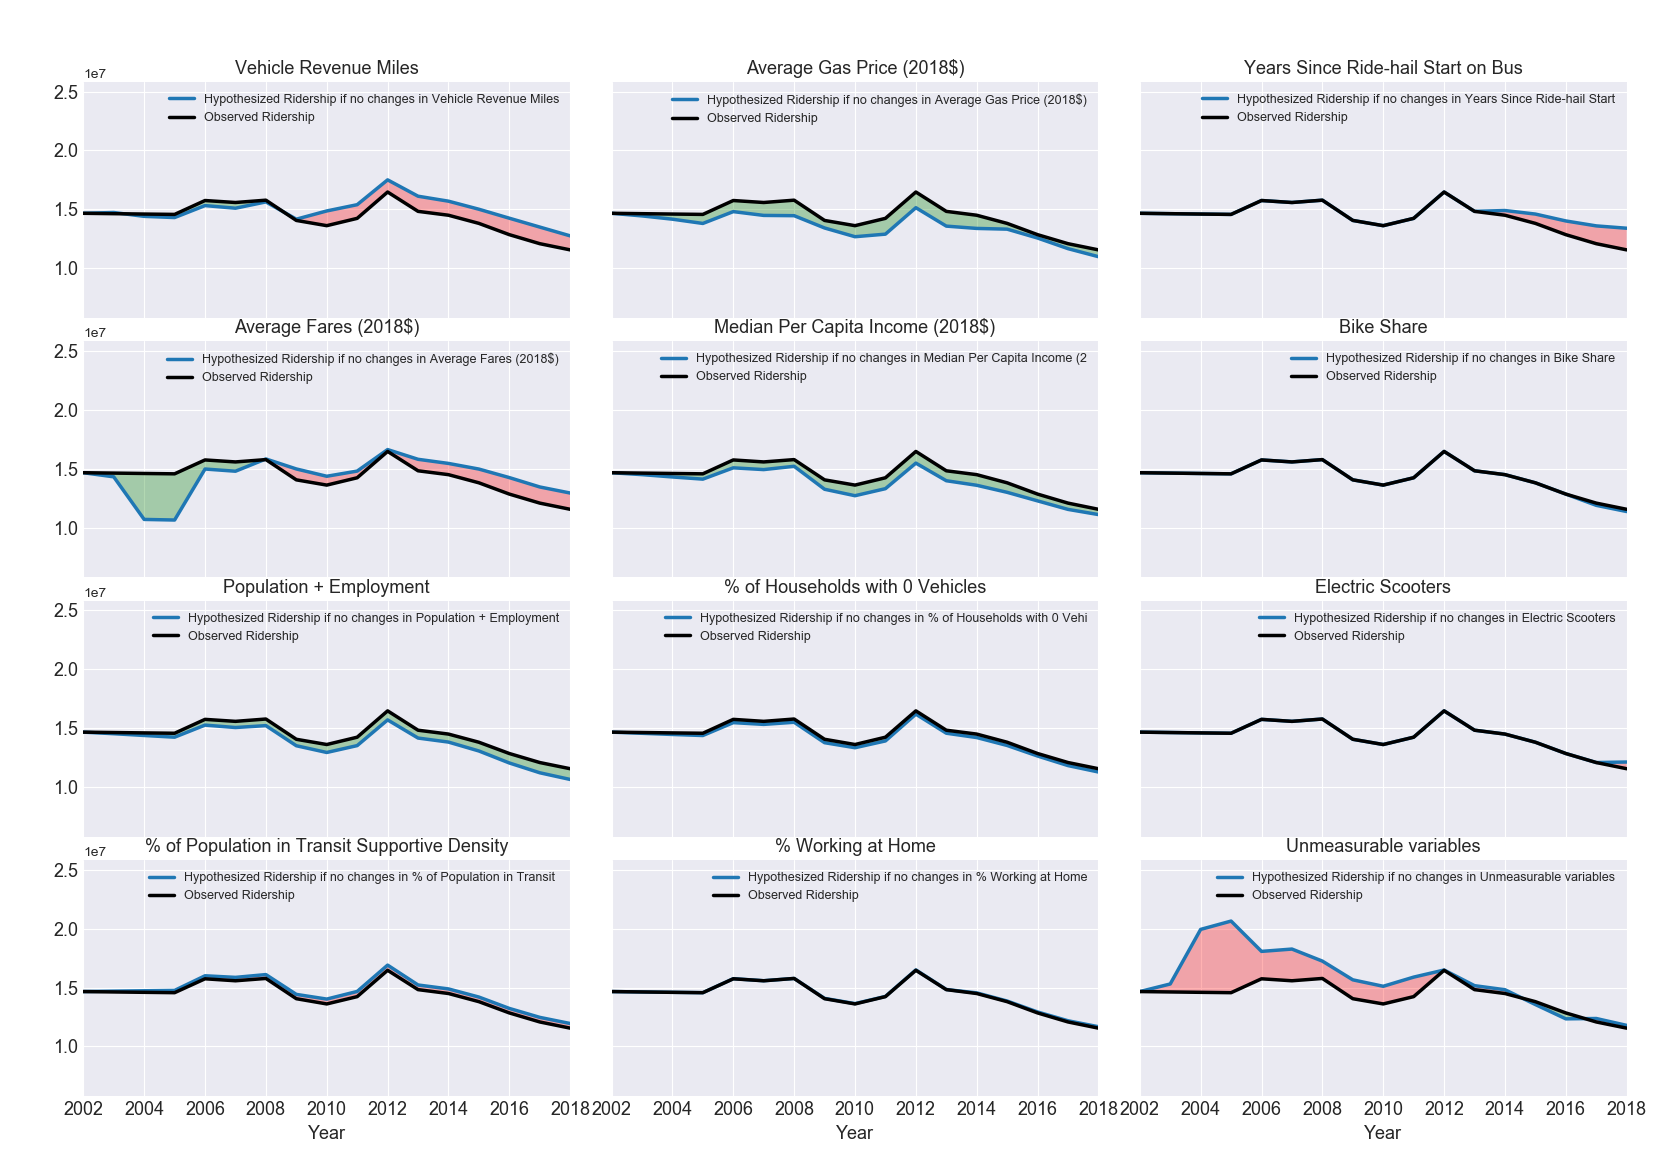 Vehicle Revenue Miles
Average Gas Price (2018$)
Years Since Ride-hail Start on Bus
1e7
Hypothesized Ridership if no changes in Vehicle Revenue Miles
Observed Ridership
Hypothesized Ridership if no changes in Average Gas Price (2018$)
Observed Ridership
Hypothesized Ridership if no changes in Years Since Ride-hail Start
Observed Ridership
2.5
2.0
1.5
1.0
Average Fares (2018$)
Median Per Capita Income (2018$)
Bike Share
1e7
Hypothesized Ridership if no changes in Average Fares (2018$)
Observed Ridership
Hypothesized Ridership if no changes in Median Per Capita Income (2
Observed Ridership
Hypothesized Ridership if no changes in Bike Share
Observed Ridership
2.5
2.0
1.5
1.0
Population + Employment
% of Households with 0 Vehicles
Electric Scooters
1e7
Hypothesized Ridership if no changes in Population + Employment
Observed Ridership
Hypothesized Ridership if no changes in % of Households with 0 Vehi
Observed Ridership
Hypothesized Ridership if no changes in Electric Scooters
Observed Ridership
2.5
2.0
1.5
1.0
% of Population in Transit Supportive Density
% Working at Home
Unmeasurable variables
1e7
Hypothesized Ridership if no changes in % of Population in Transit
Observed Ridership
Hypothesized Ridership if no changes in % Working at Home
Observed Ridership
Hypothesized Ridership if no changes in Unmeasurable variables
Observed Ridership
2.5
2.0
1.5
1.0
2002 2004 2006 2008 2010 2012 2014 2016 2018
2002 2004 2006 2008 2010 2012 2014 2016 2018
2002 2004 2006 2008 2010 2012 2014 2016 2018
Year
Year
Year